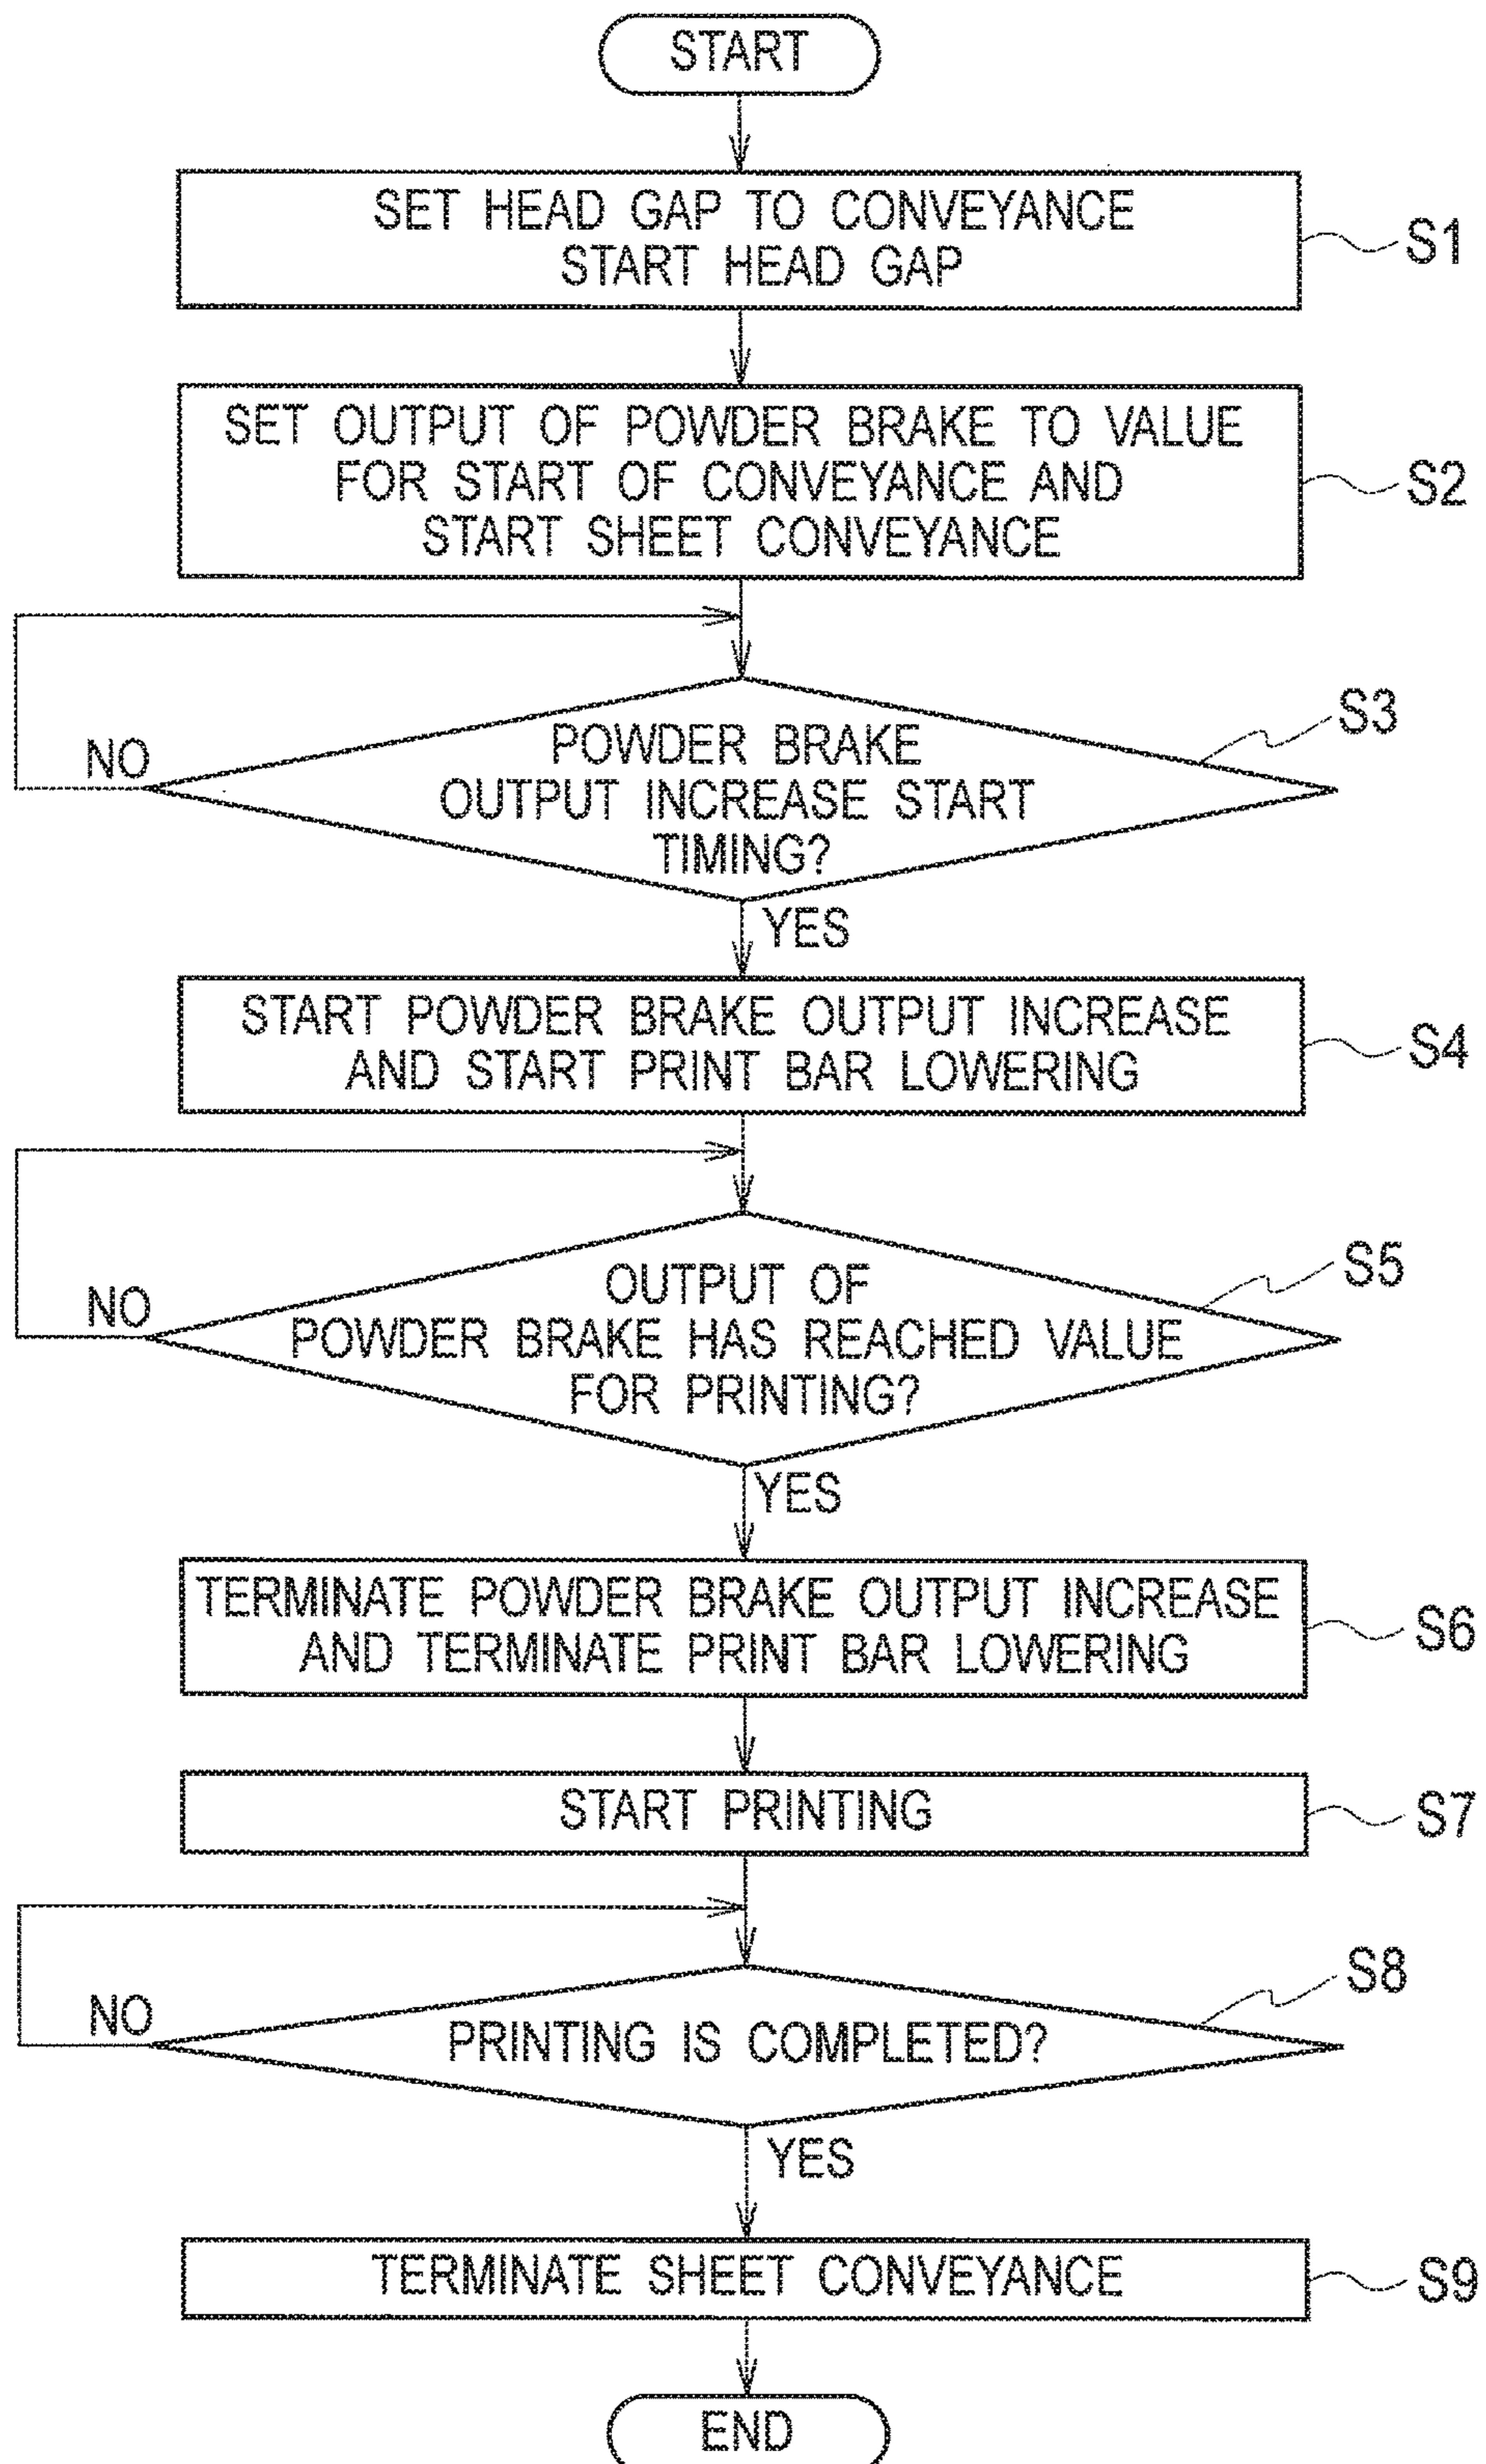 START
SET HEAD GAP TO CONVEYANCE
START HEAD GAP
S1
SET OUTPUT OF POWDER BRAKE TO VALUE
FOR START OF CONVEYANCE AND
START SHEET CONVEYANCE
S2
S3
POWDER BRAKE
OUTPUT INCREASE START
TIMING?
NO
YES
START POWDER BRAKE OUTPUT INCREASE
AND START PRINT BAR LOWERING
S4
S5
OUTPUT OF
POWDER BRAKE HAS REACHED VALUE
FOR PRINTING?
NO
YES
TERMINATE POWDER BRAKE OUTPUT INCREASE
AND TERMINATE PRINT BAR LOWERING
S6
START PRINTING
S7
S8
PRINTING IS COMPLETED?
NO
YES
TERMINATE SHEET CONVEYANCE
S9
END